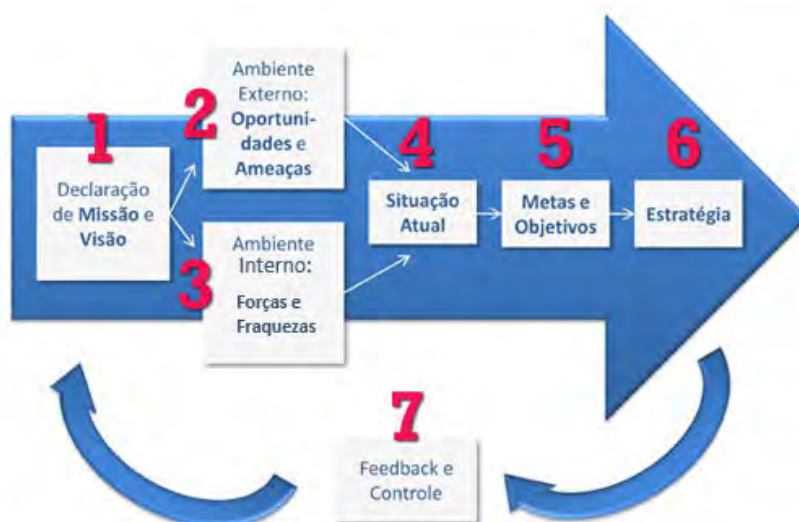 1
Declaração
de Missão e
Visão
2
Ambiente
Externo:
Oportuni-
dades e
Ameaças
3
Ambiente
Interno:
Forças e
Fraquezas
4
Situação
Atual
5
Metas e
Objetivos
6
Estratégia
7
Feedback e
Controle